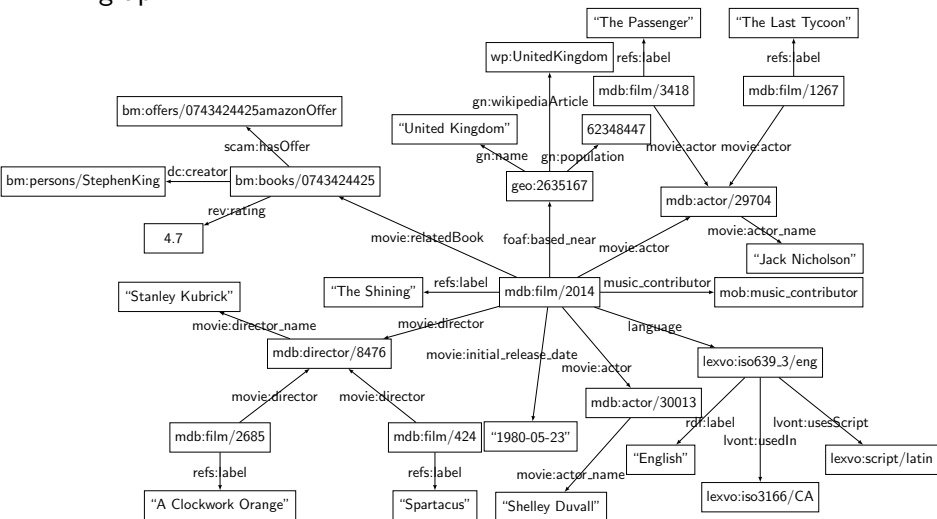 "The Passenger"
"The Last Tycoon"
wp:UnitedKingdom
refs:label
refs:label
mdb:film/3418
mdb:film/1267
gn:wikipediaArticle
bm:offers/0743424425amazonOffer
"United Kingdom"
62348447
scam:hasOffer
gn:name
gn:population
movie:actor
movie:actor
dc:creator
bm:persons/StephenKing
bm:books/0743424425
geo:2635167
mdb:actor/29704
rev:rating
4.7
movie:relatedBook
foaf:based_near
movie:actor
movie:actor_name
"Jack Nicholson"
"Stanley Kubrick"
"The Shining"
refs:label
mdb:film/2014
music_contributor
mob:music_contributor
movie:director_name
movie:director
language
mdb:director/8476
movie:initial_release_date
movie:actor
lexvo:iso639_3/eng
movie:director
movie:director
mdb:actor/30013
mdb:film/2685
mdb:film/424
"1980-05-23"
rdf:label
lvont:usesScript
lvont:usedIn
"English"
lexvo:script/latin
refs:label
refs:label
movie:actor_name
lexvo:iso3166/CA
"A Clockwork Orange"
"Spartacus"
"Shelley Duvall"